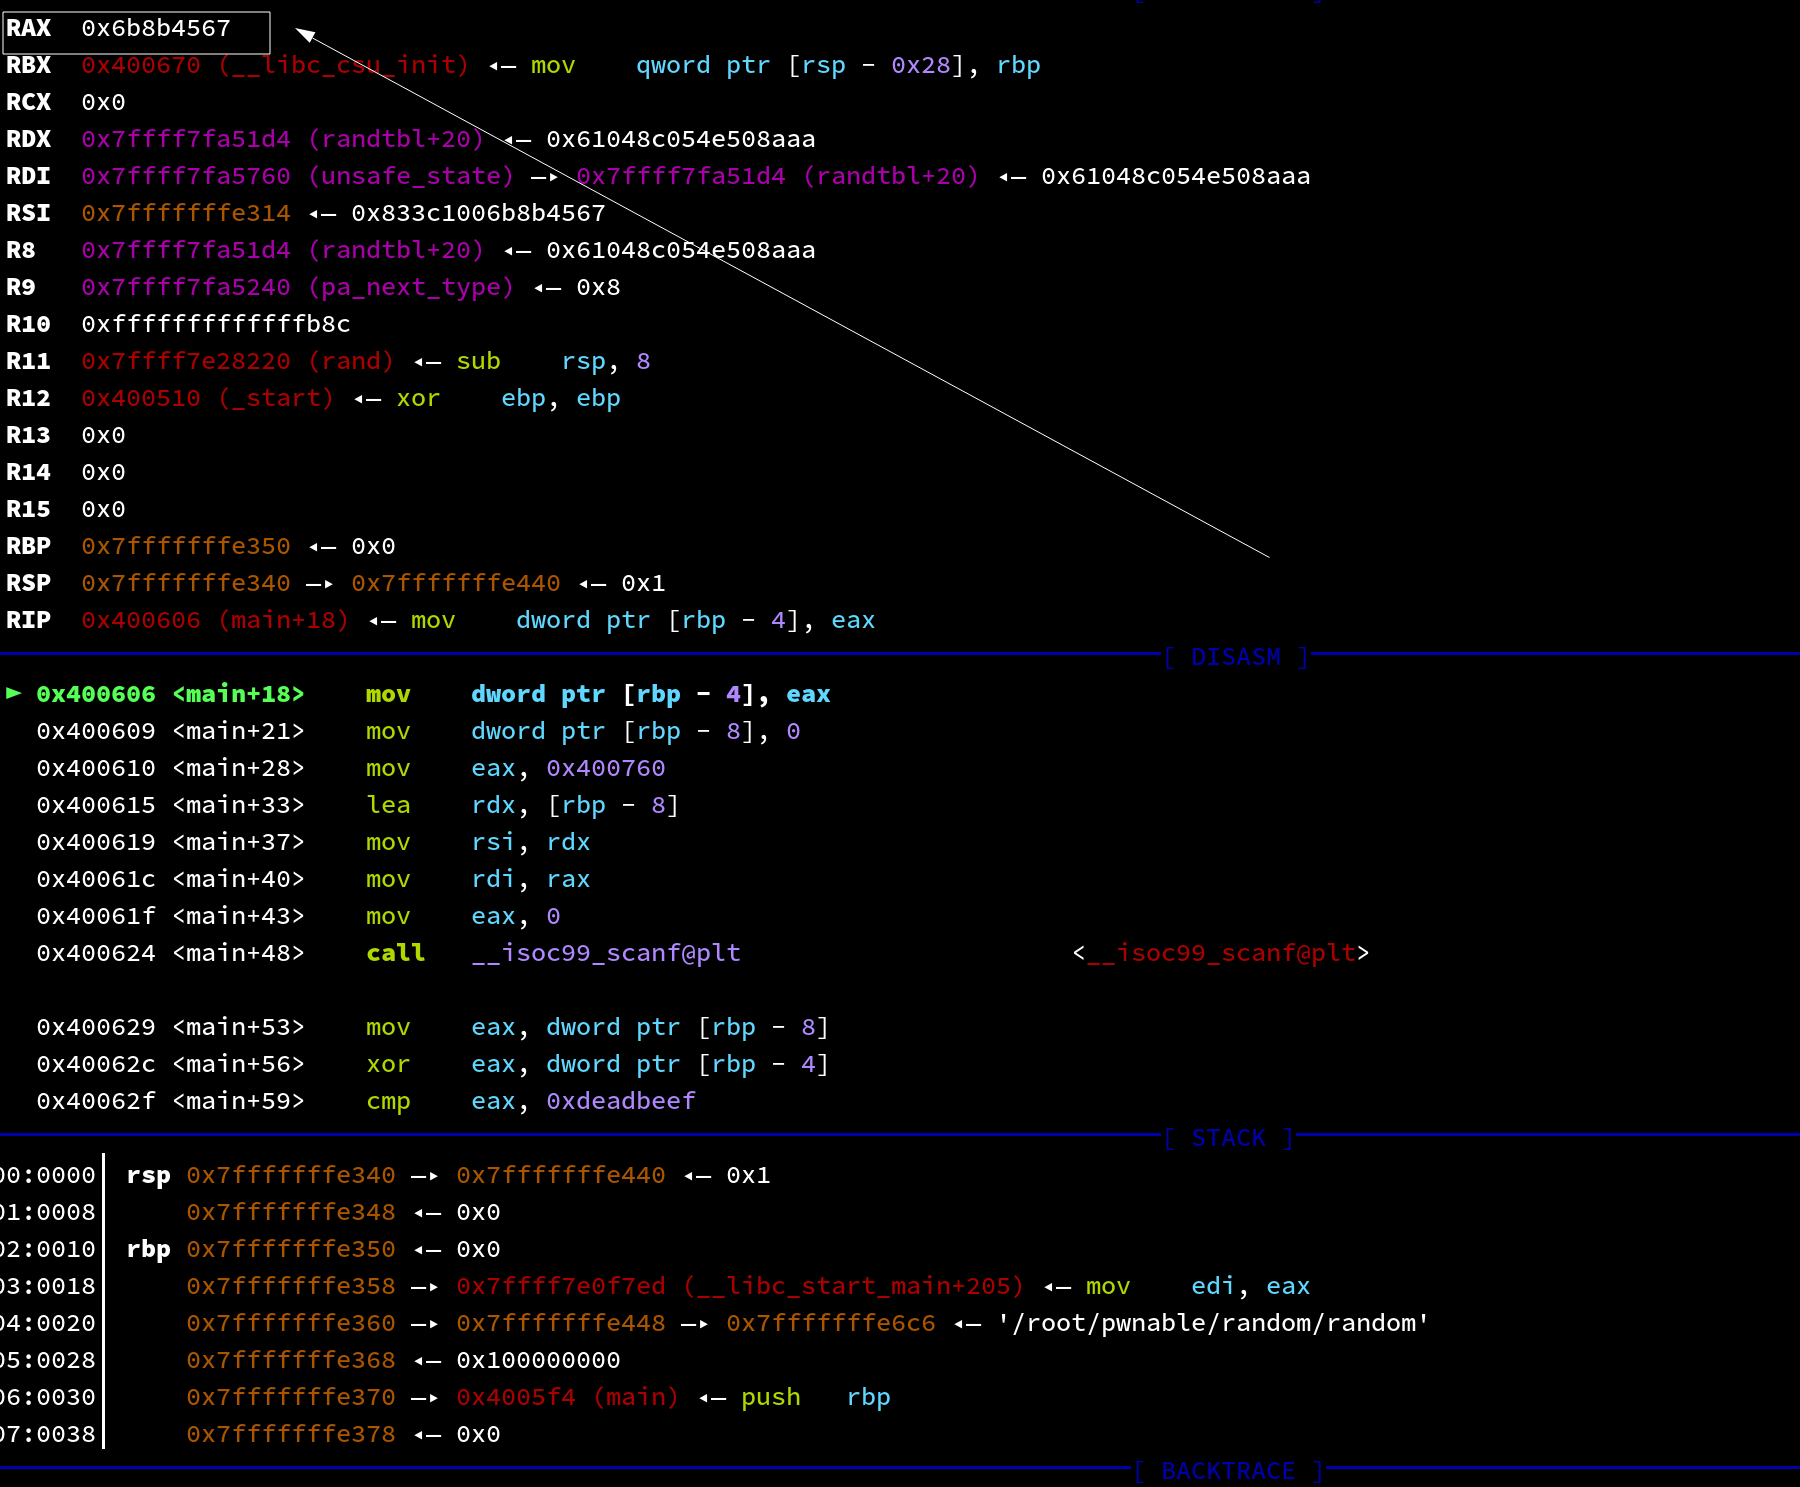 RAX 0x6b8b4567
RBX 0x400670 (__libc_csu_init) ◂— mov qword ptr [rsp - 0x28], rbp
RCX 0x0
RDX 0x7ffff7fa51d4 (randtbl+20) ◂— 0x61048c054e508aaa
RDI 0x7ffff7fa5760 (unsafe_state) —▸ 0x7ffff7fa51d4 (randtbl+20) ◂— 0x61048c054e508aaa
RSI 0x7fffffffe314 ◂— 0x833c1006b8b4567
R8 0x7ffff7fa51d4 (randtbl+20) ◂— 0x61048c054e508aaa
R9 0x7ffff7fa5240 (pa_next_type) ◂— 0x8
R10 0xfffffffffffffb8c
R11 0x7ffff7e28220 (rand) ◂— sub rsp, 8
R12 0x400510 (_start) ◂— xor ebp, ebp
R13 0x0
R14 0x0
R15 0x0
RBP 0x7fffffffe350 ◂— 0x0
RSP 0x7fffffffe340 —▸ 0x7fffffffe440 ◂— 0x1
RIP 0x400606 (main+18) ◂— mov dword ptr [rbp - 4], eax
[ DISASM ]
► 0x400606 <main+18> mov dword ptr [rbp - 4], eax
0x400609 <main+21> mov dword ptr [rbp - 8], 0
0x400610 <main+28> mov eax, 0x400760
0x400615 <main+33> lea rdx, [rbp - 8]
0x400619 <main+37> mov rsi, rdx
0x40061c <main+40> mov rdi, rax
0x40061f <main+43> mov eax, 0
0x400624 <main+48> call __isoc99_scanf@plt <__isoc99_scanf@plt>
0x400629 <main+53> mov eax, dword ptr [rbp - 8]
0x40062c <main+56> xor eax, dword ptr [rbp - 4]
0x40062f <main+59> cmp eax, 0xdeadbeef
[ STACK ]
00:0000│ rsp 0x7fffffffe340 —▸ 0x7fffffffe440 ◂— 0x1
01:0008│ 0x7fffffffe348 ◂— 0x0
02:0010│ rbp 0x7fffffffe350 ◂— 0x0
03:0018│ 0x7fffffffe358 —▸ 0x7ffff7e0f7ed (__libc_start_main+205) ◂— mov edi, eax
04:0020│ 0x7fffffffe360 —▸ 0x7fffffffe448 —▸ 0x7fffffffe6c6 ◂— '/root/pwnable/random/random'
05:0028│ 0x7fffffffe368 ◂— 0x100000000
06:0030│ 0x7fffffffe370 —▸ 0x4005f4 (main) ◂— push rbp
07:0038│ 0x7fffffffe378 ◂— 0x0
[ BACKTRACE ]